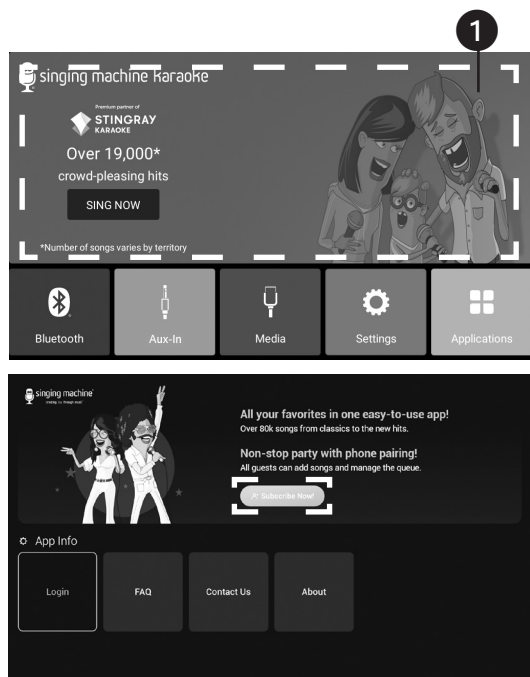 1
singing machine Karaoke
Premium partner of
STINGRAY
KARAOKE
Over 19,000*
crowd-pleasing hits
SING NOW
*Number of songs varies by territory
Bluetooth
Aux-In
Media
Settings
Applications
singing machine
All your favorites in one easy-to-use app!
Over 80k songs from classics to the new hits.
Non-stop party with phone pairing!
All guests can add songs and manage the queue.
Subscribe Now!
App Info
Login
FAQ
Contact Us
About